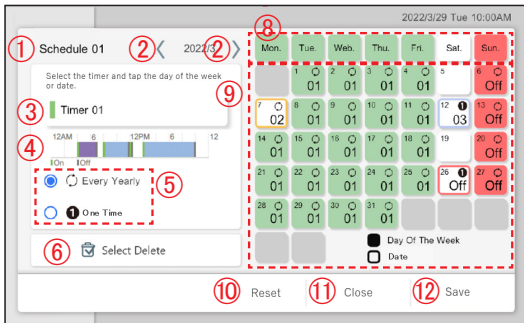 2022/3/29 Tue 10:00AM
① Schedule 01 ② 2022/3 ② ⑧
Mon. Tue. Web. Thu. Fri. Sat. Sun.
Select the timer and tap the day of the week
or date.
⑨
③ Timer 01
④ 12AM 6 12PM 6 12
On Off
Every Yearly ⑤
❶ One Time
⑥ Select Delete
1 01 2 01 3 01 4 01 5 6 Off
7 02 8 01 9 01 10 01 11 01 12 ❶ 03 13 Off
14 01 15 01 16 01 17 01 18 01 19 20 Off
21 01 22 01 23 01 24 01 25 01 26 ❶ Off 27 Off
28 01 29 01 30 01 31 01
Day Of The Week
Date
⑩ Reset ⑪ Close ⑫ Save